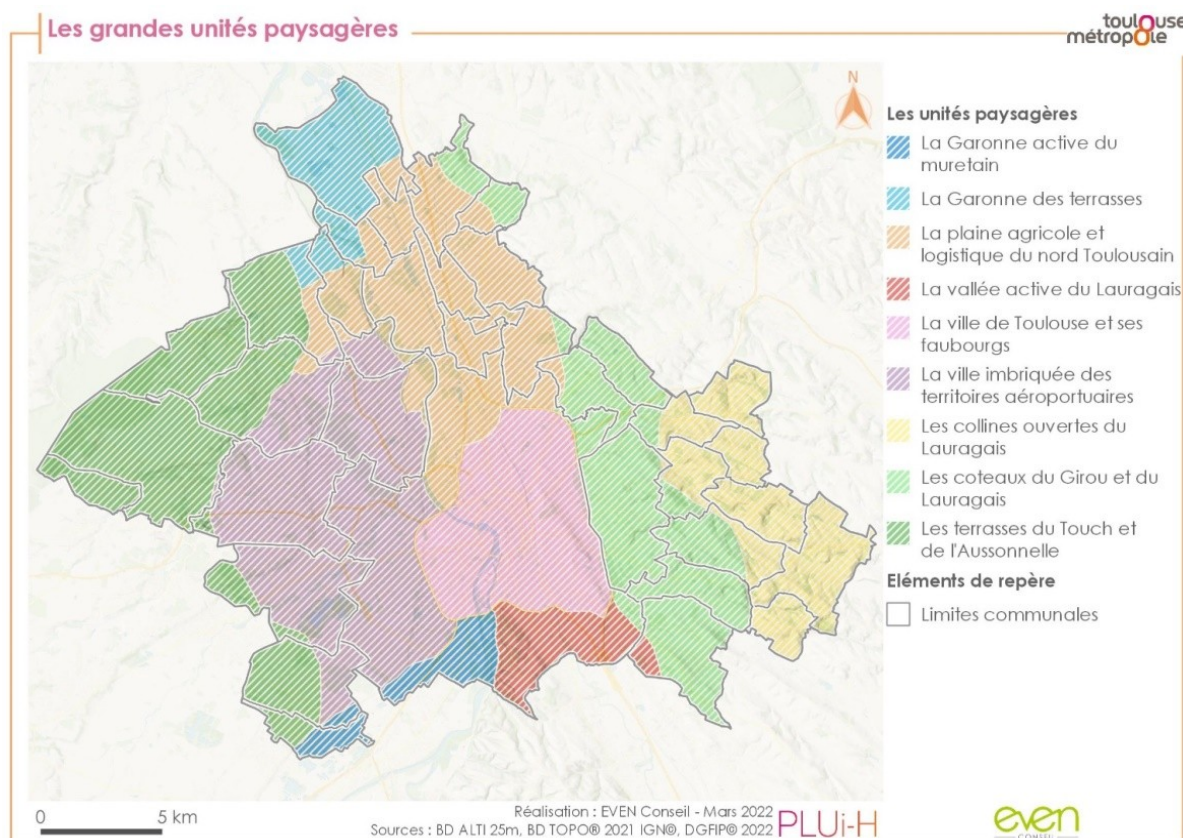 Les grandes unités paysagères
toulouse
métropole
N
Les unités paysagères
La Garonne active du
muretain
La Garonne des terrasses
La plaine agricole et
logistique du nord Toulousain
La vallée active du Lauragais
La ville de Toulouse et ses
faubourgs
La ville imbriquée des
territoires aéroportuaires
Les collines ouvertes du
Lauragais
Les coteaux du Girou et du
Lauragais
Les terrasses du Touch et
de l'Aussonnelle
Eléments de repère
Limites communales
0 5 km
Réalisation : EVEN Conseil - Mars 2022
Sources : BD ALTI 25m, BD TOPO® 2021 IGN©, DGFIP© 2022
PLUi-H
even
CONSEIL